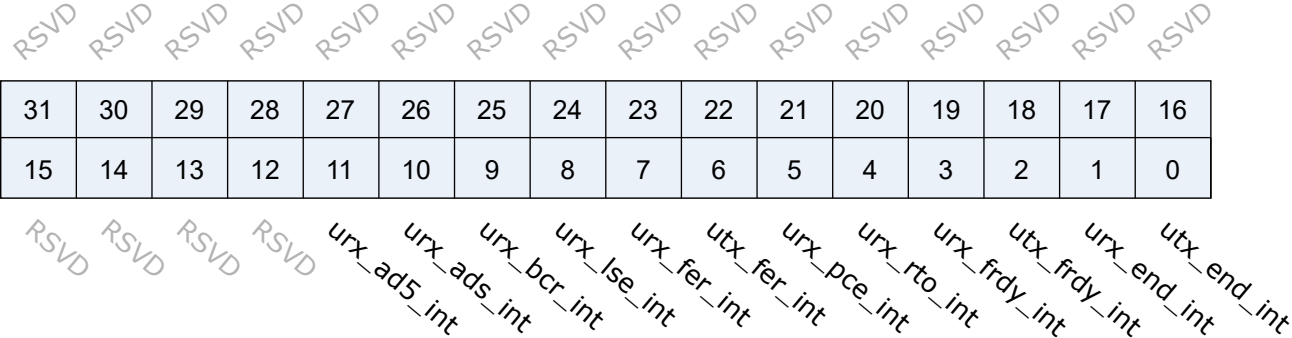 RSVD RSVD RSVD RSVD RSVD RSVD RSVD RSVD RSVD RSVD RSVD RSVD RSVD RSVD RSVD RSVD
31 30 29 28 27 26 25 24 23 22 21 20 19 18 17 16
15 14 13 12 11 10 9 8 7 6 5 4 3 2 1 0
RSVD RSVD RSVD RSVD urx_ad5_int urx_ads_int urx_bcr_int urx_lse_int urx_fer_int utx_fer_int urx_pce_int urx_rto_int urx_frdy_int utx_frdy_int urx_end_int utx_end_int